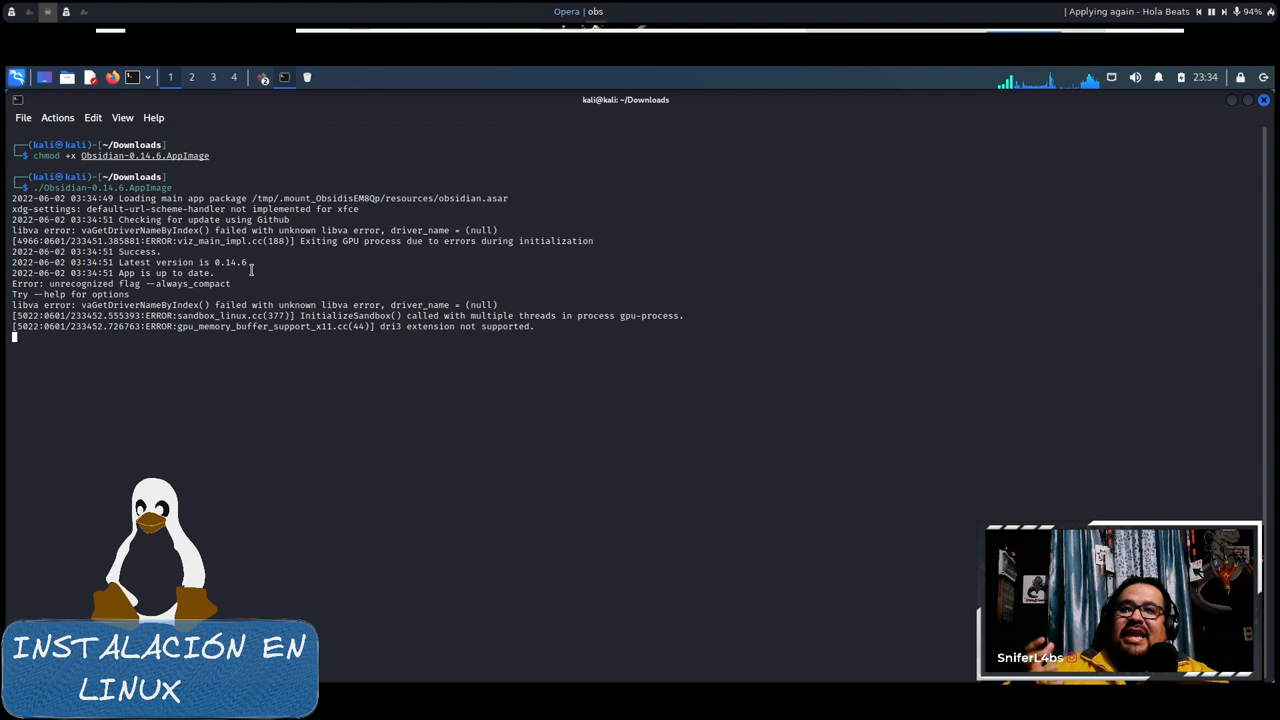 Opera | obs
| Applying again - Hola Beats
94%
1 2 3 4
23:34
kali@kali: ~/Downloads
File Actions Edit View Help
┌──(kali㉿kali)-[~/Downloads]
└─$ chmod +x Obsidian-0.14.6.AppImage
┌──(kali㉿kali)-[~/Downloads]
└─$ ./Obsidian-0.14.6.AppImage
2022-06-02 03:34:49 Loading main app package /tmp/.mount_ObsidisEM8Qp/resources/obsidian.asar
xdg-settings: default-url-scheme-handler not implemented for xfce
2022-06-02 03:34:51 Checking for update using Github
libva error: vaGetDriverNameByIndex() failed with unknown libva error, driver_name = (null)
[4966:0601/233451.385881:ERROR:viz_main_impl.cc(188)] Exiting GPU process due to errors during initialization
2022-06-02 03:34:51 Success.
2022-06-02 03:34:51 Latest version is 0.14.6
2022-06-02 03:34:51 App is up to date.
Error: unrecognized flag --always_compact
Try --help for options
libva error: vaGetDriverNameByIndex() failed with unknown libva error, driver_name = (null)
[5022:0601/233452.555393:ERROR:sandbox_linux.cc(377)] InitializeSandbox() called with multiple threads in process gpu-process.
[5022:0601/233452.726763:ERROR:gpu_memory_buffer_support_x11.cc(44)] dri3 extension not supported.
INSTALACIÓN EN
LINUX
SniferL4bs